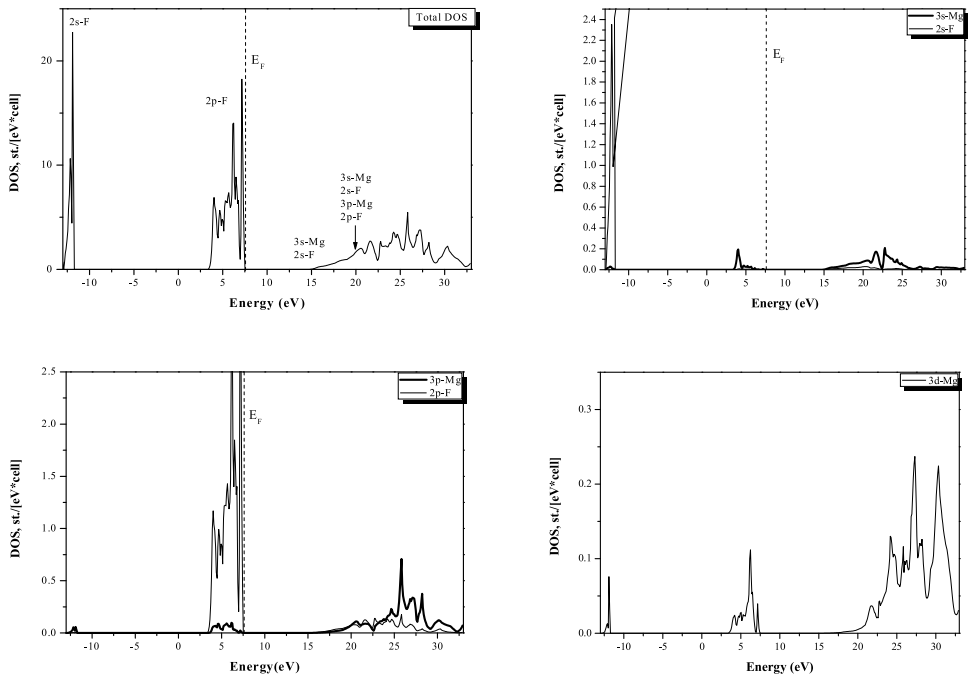 Total DOS
2s-F
20
10
0
E_F
2p-F
3s-Mg
2s-F
3p-Mg
2p-F
3s-Mg
2s-F
DOS, st./[eV*cell]
-10 -5 0 5 10 15 20 25 30
Energy (eV)
3s-Mg
2s-F
2.4
2.2
2.0
1.8
1.6
1.4
1.2
1.0
0.8
0.6
0.4
0.2
0.0
E_F
DOS, st./[eV*cell]
-10 -5 0 5 10 15 20 25 30
Energy (eV)
3p-Mg
2p-F
2.5
2.0
1.5
1.0
0.5
0.0
E_F
DOS, st./[eV*cell]
-10 -5 0 5 10 15 20 25 30
Energy(eV)
3d-Mg
0.3
0.2
0.1
0.0
DOS, st./[eV*cell]
-10 -5 0 5 10 15 20 25 30
Energy (eV)